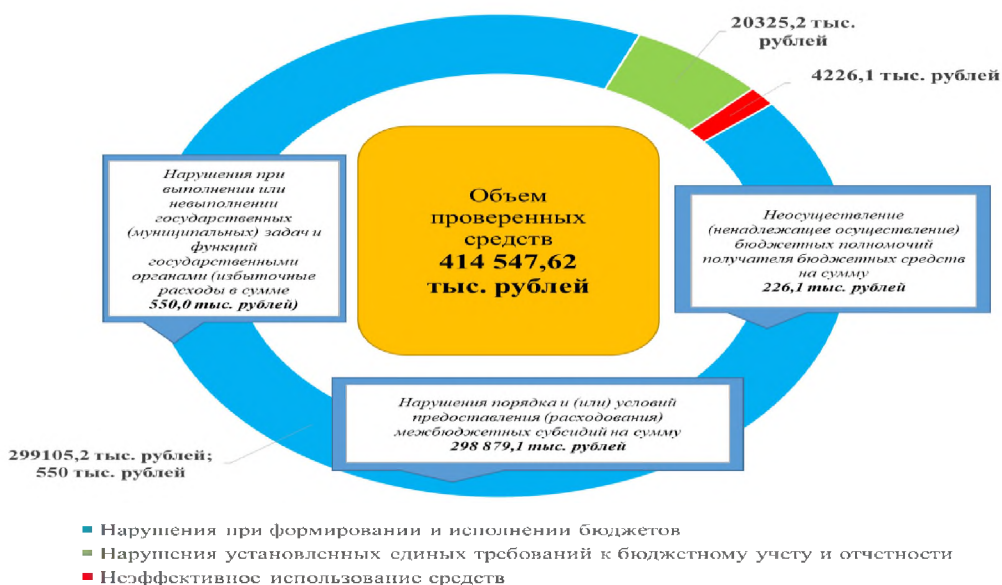 20325,2 тыс.
рублей
4226,1 тыс. рублей
Нарушения при
выполнении или
невыполнении
государственных
(муниципальных) задач и
функций
государственными
органами (избыточные
расходы в сумме
550,0 тыс. рублей)
Объем
проверенных
средств
414 547,62
тыс. рублей
Неосуществление
(ненадлежащее осуществление)
бюджетных полномочий
получателя бюджетных средств
на сумму
226,1 тыс. рублей
Нарушения порядка и (или) условий
предоставления (расходования)
межбюджетных субсидий на сумму
298 879,1 тыс. рублей
299105,2 тыс. рублей;
550 тыс. рублей
Нарушения при формировании и исполнении бюджетов
Нарушения установленных единых требований к бюджетному учету и отчетности
Неэффективное использование средств